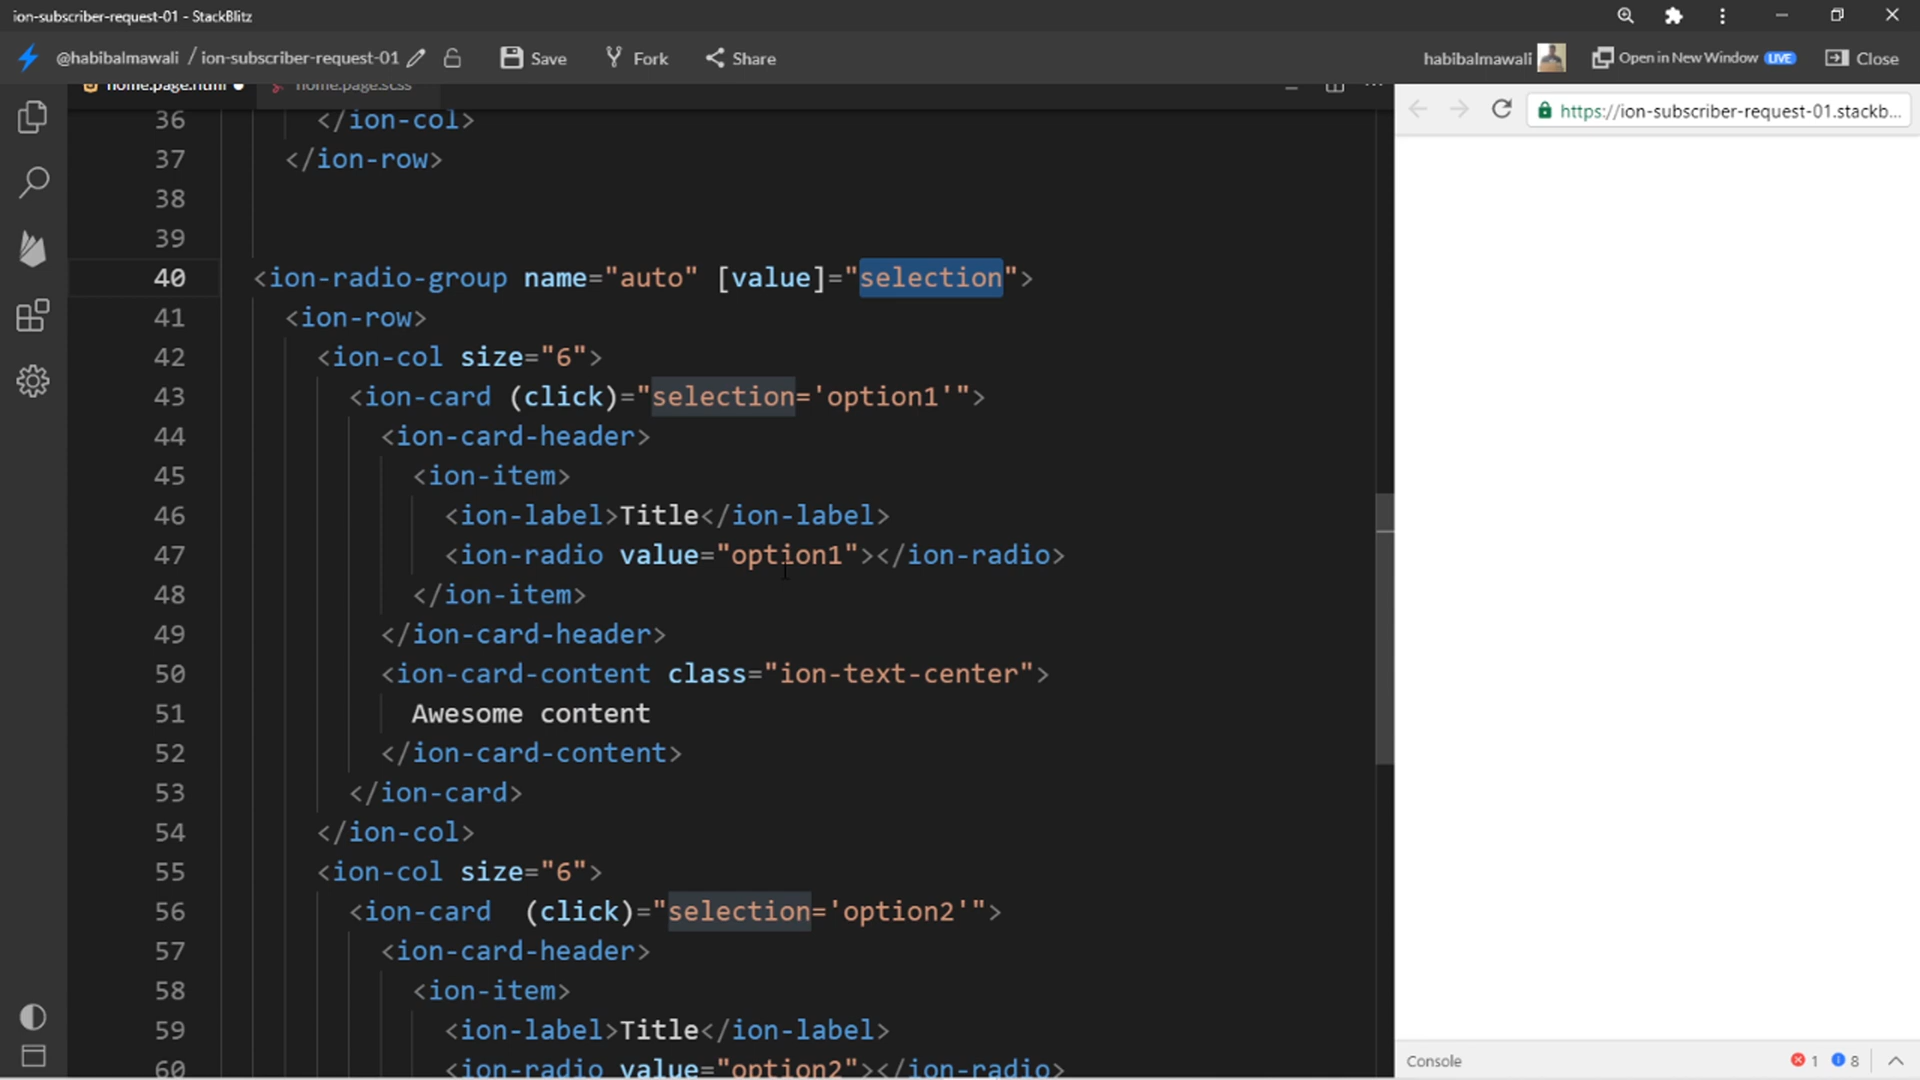 ion-subscriber-request-01 - StackBlitz
@habibalmawali / ion-subscriber-request-01 Save Fork Share habibalmawali Open in New Window LIVE Close
home.page.html home.page.scss
https://ion-subscriber-request-01.stackb...
36 </ion-col>
37 </ion-row>
38
39
40 <ion-radio-group name="auto" [value]="selection">
41 <ion-row>
42 <ion-col size="6">
43 <ion-card (click)="selection='option1'">
44 <ion-card-header>
45 <ion-item>
46 <ion-label>Title</ion-label>
47 <ion-radio value="option1"></ion-radio>
48 </ion-item>
49 </ion-card-header>
50 <ion-card-content class="ion-text-center">
51 Awesome content
52 </ion-card-content>
53 </ion-card>
54 </ion-col>
55 <ion-col size="6">
56 <ion-card  (click)="selection='option2'">
57 <ion-card-header>
58 <ion-item>
59 <ion-label>Title</ion-label>
60 <ion-radio value="option2"></ion-radio>
Console 1 8